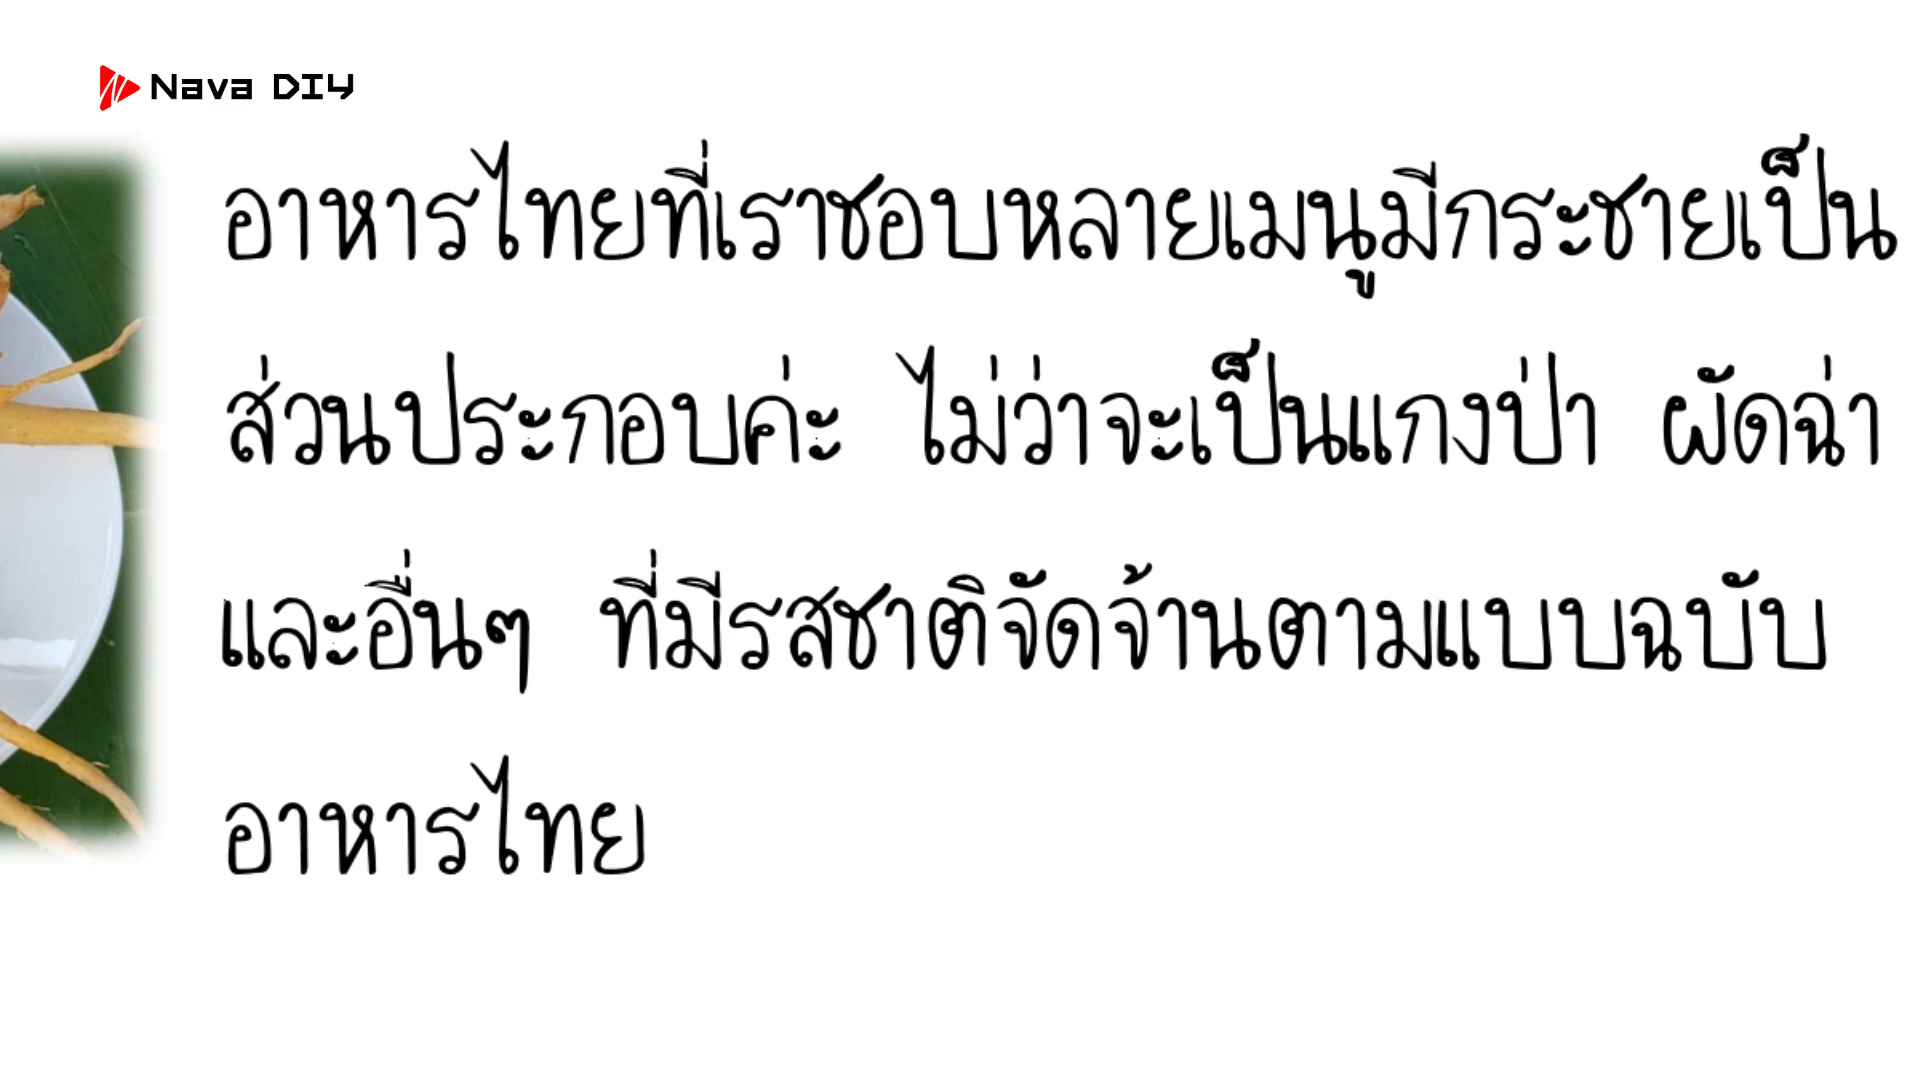 Nava DIY
อาหารไทยที่เราชอบหลายเมนูมีกระชายเป็น
ส่วนประกอบค่ะ ไม่ว่าจะเป็นแกงป่า ผัดฉ่า
และอื่นๆ ที่มีรสชาติจัดจ้านตามแบบฉบับ
อาหารไทย